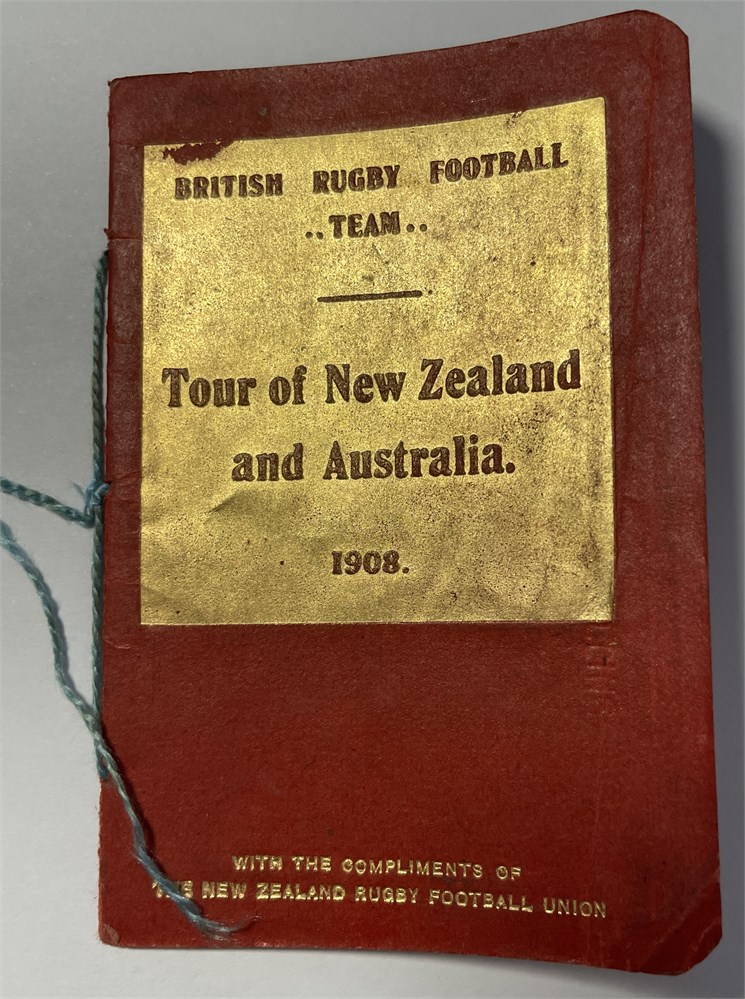 BRITISH RUGBY FOOTBALL
..TEAM..
Tour of New Zealand
and Australia.
1908.
WITH THE COMPLIMENTS OF
THE NEW ZEALAND RUGBY FOOTBALL UNION